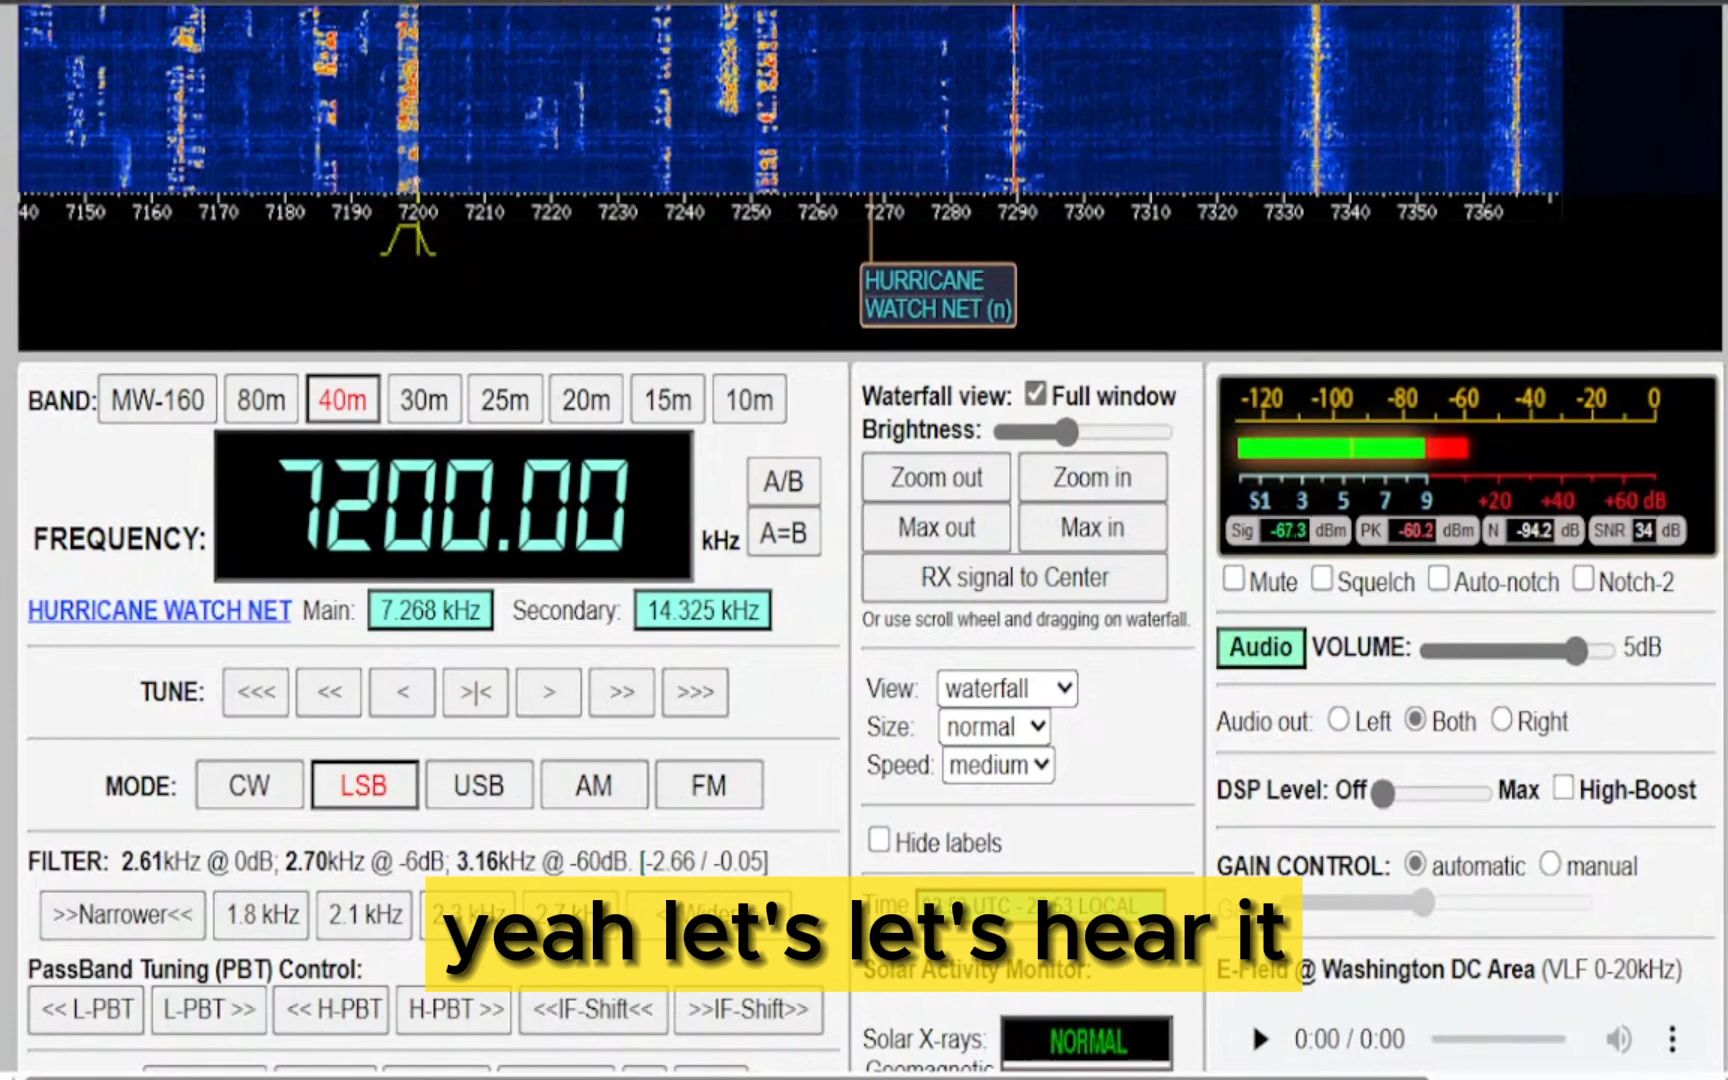 40 7150 7160 7170 7180 7190 7200 7210 7220 7230 7240 7250 7260 7270 7280 7290 7300 7310 7320 7330 7340 7350 7360
HURRICANE
WATCH NET (n)
BAND: MW-160 80m 40m 30m 25m 20m 15m 10m
FREQUENCY: 7200.00 kHz
A/B
A=B
HURRICANE WATCH NET Main: 7.268 kHz Secondary: 14.325 kHz
TUNE: <<< << < >|< > >> >>>
MODE: CW LSB USB AM FM
FILTER: 2.61kHz @ 0dB; 2.70kHz @ -6dB; 3.16kHz @ -60dB. [-2.66 / -0.05]
>>Narrower<< 1.8 kHz 2.1 kHz
PassBand Tuning (PBT) Control:
<< L-PBT L-PBT >> << H-PBT H-PBT >> <<IF-Shift<< >>IF-Shift>>
Waterfall view: Full window
Brightness:
Zoom out Zoom in
Max out Max in
RX signal to Center
Or use scroll wheel and dragging on waterfall.
View: waterfall
Size: normal
Speed: medium
Hide labels
Time
yeah let's let's hear it
Solar Activity Monitor:
Solar X-rays: NORMAL
Geomagnetic
-120 -100 -80 -60 -40 -20 0
S1 3 5 7 9 +20 +40 +60 dB
Sig -67.3 dBm PK -60.2 dBm N -94.2 dB SNR 34 dB
Mute Squelch Auto-notch Notch-2
Audio VOLUME: 5dB
Audio out: Left Both Right
DSP Level: Off Max High-Boost
GAIN CONTROL: automatic manual
E-Field @ Washington DC Area (VLF 0-20kHz)
0:00 / 0:00